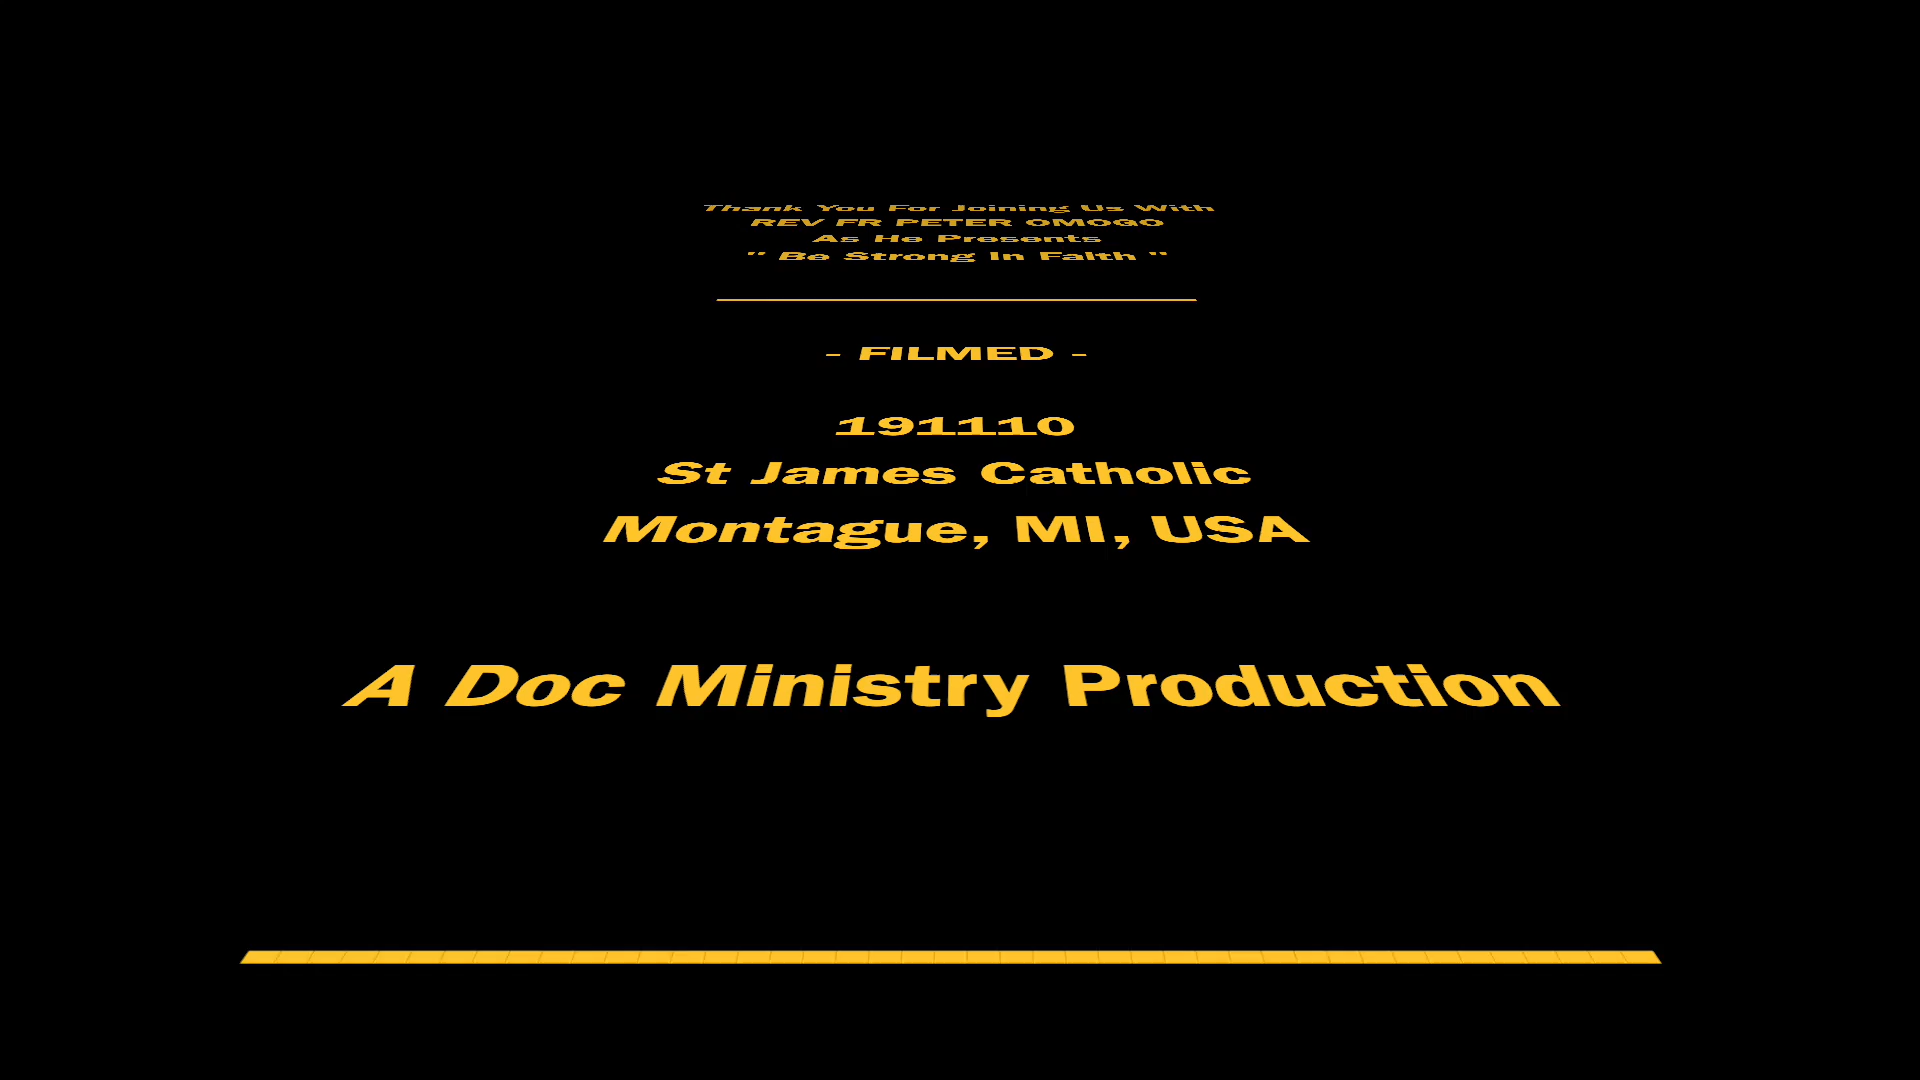 Thank You For Joining Us With
REV FR PETER OMOGO
As He Presents
" Be Strong In Faith "
- FILMED -
191110
St James Catholic
Montague, MI, USA
A Doc Ministry Production